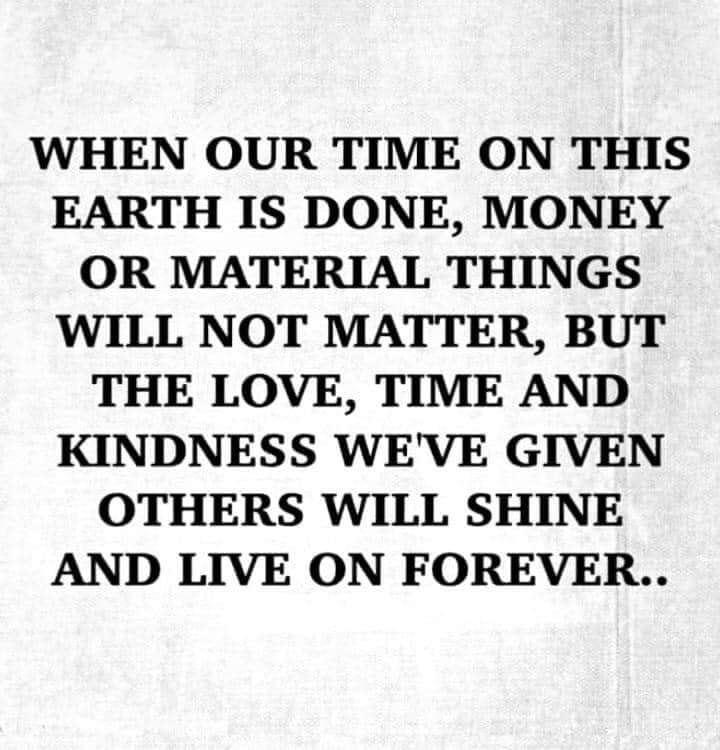 WHEN OUR TIME ON THIS
EARTH IS DONE, MONEY
OR MATERIAL THINGS
WILL NOT MATTER, BUT
THE LOVE, TIME AND
KINDNESS WE'VE GIVEN
OTHERS WILL SHINE
AND LIVE ON FOREVER..